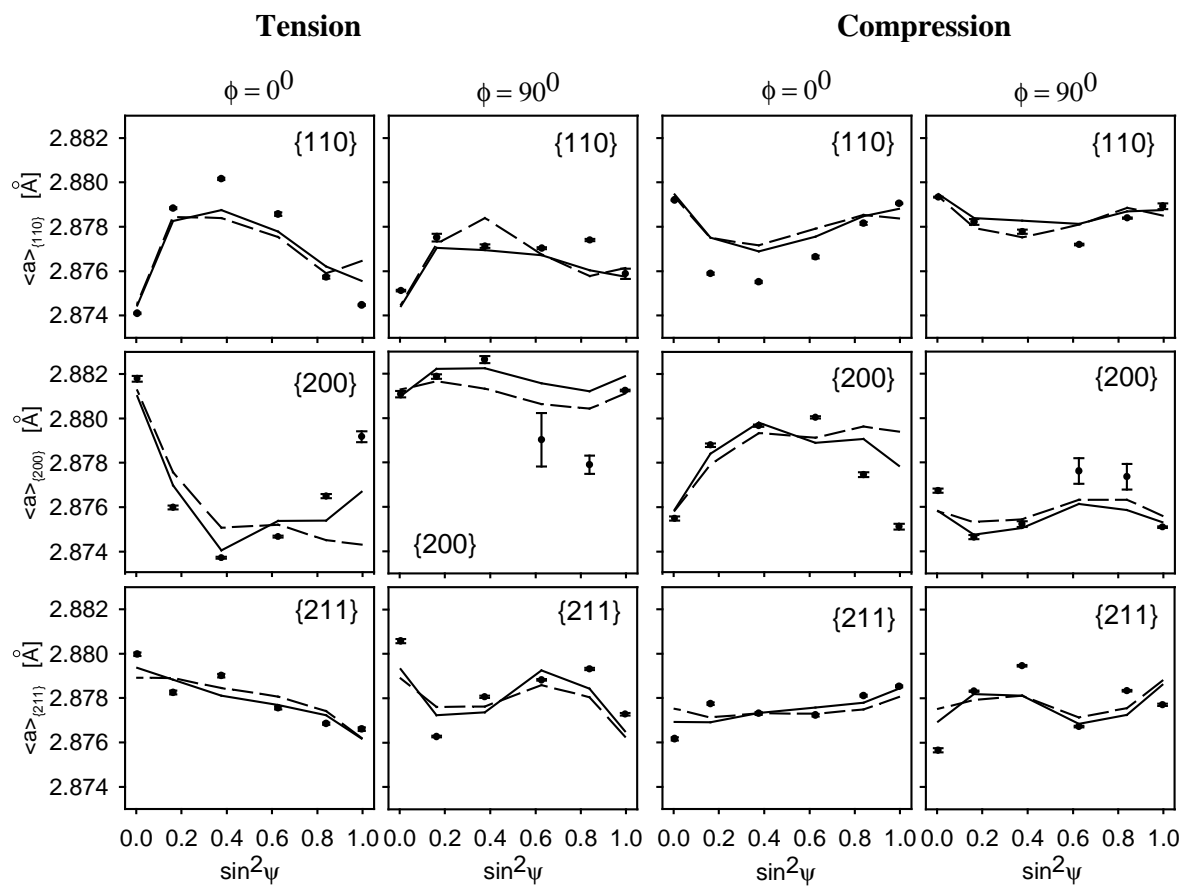 Tension Compression
ϕ = 0⁰ ϕ = 90⁰ ϕ = 0⁰ ϕ = 90⁰
{110} {110} {110} {110}
2.882
2.880
2.878
2.876
2.874
<a>{110} [Å]
{200} {200} {200}
{200}
2.882
2.880
2.878
2.876
2.874
<a>{200} [Å]
{211} {211} {211} {211}
2.882
2.880
2.878
2.876
2.874
<a>{211} [Å]
0.0 0.2 0.4 0.6 0.8 1.0 0.0 0.2 0.4 0.6 0.8 1.0 0.0 0.2 0.4 0.6 0.8 1.0 0.0 0.2 0.4 0.6 0.8 1.0
sin²ψ sin²ψ sin²ψ sin²ψ